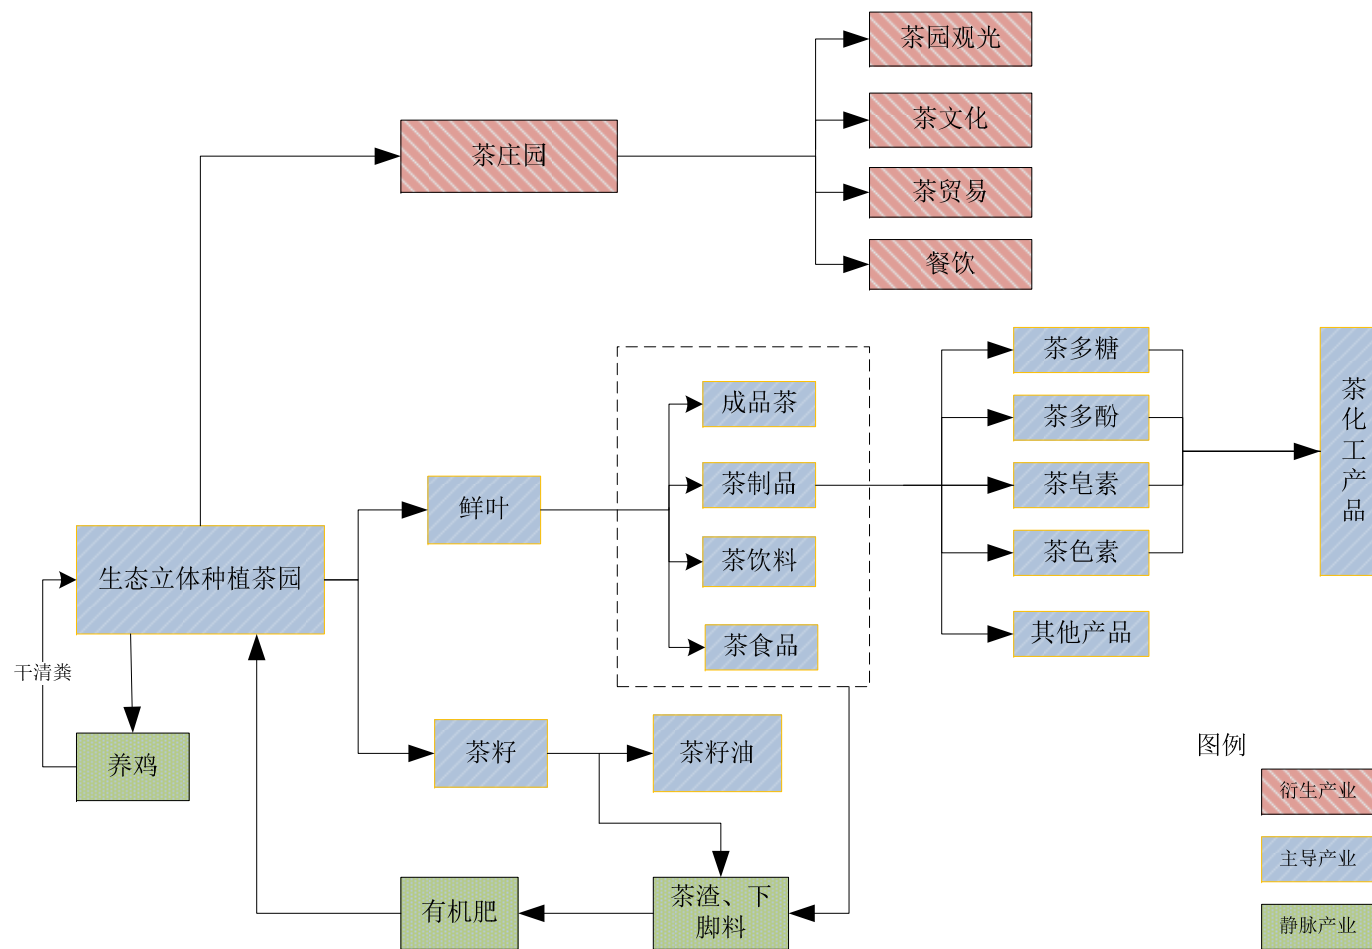 茶园观光
茶文化
茶庄园
茶贸易
餐饮
茶多糖
成品茶
茶多酚
茶化工产品
鲜叶
茶制品
茶皂素
生态立体种植茶园
茶饮料
茶色素
茶食品
其他产品
干清粪
养鸡
茶籽
茶籽油
图例
衍生产业
主导产业
有机肥
茶渣、下
脚料
静脉产业